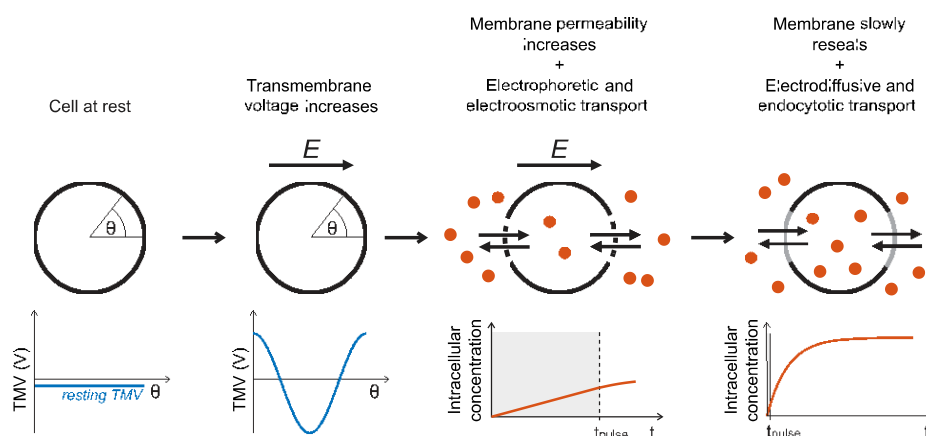 Cell at rest
Transmembrane
voltage increases
Membrane permeability
increases
+
Electrophoretic and
electroosmotic transport
Membrane slowly
reseals
+
Electrodiffusive and
endocytotic transport
E
E
θ
θ
TMV (V)
resting TMV
θ
TMV (V)
θ
Intracellular
concentration
tpulse
t
Intracellular
concentration
tpulse
t